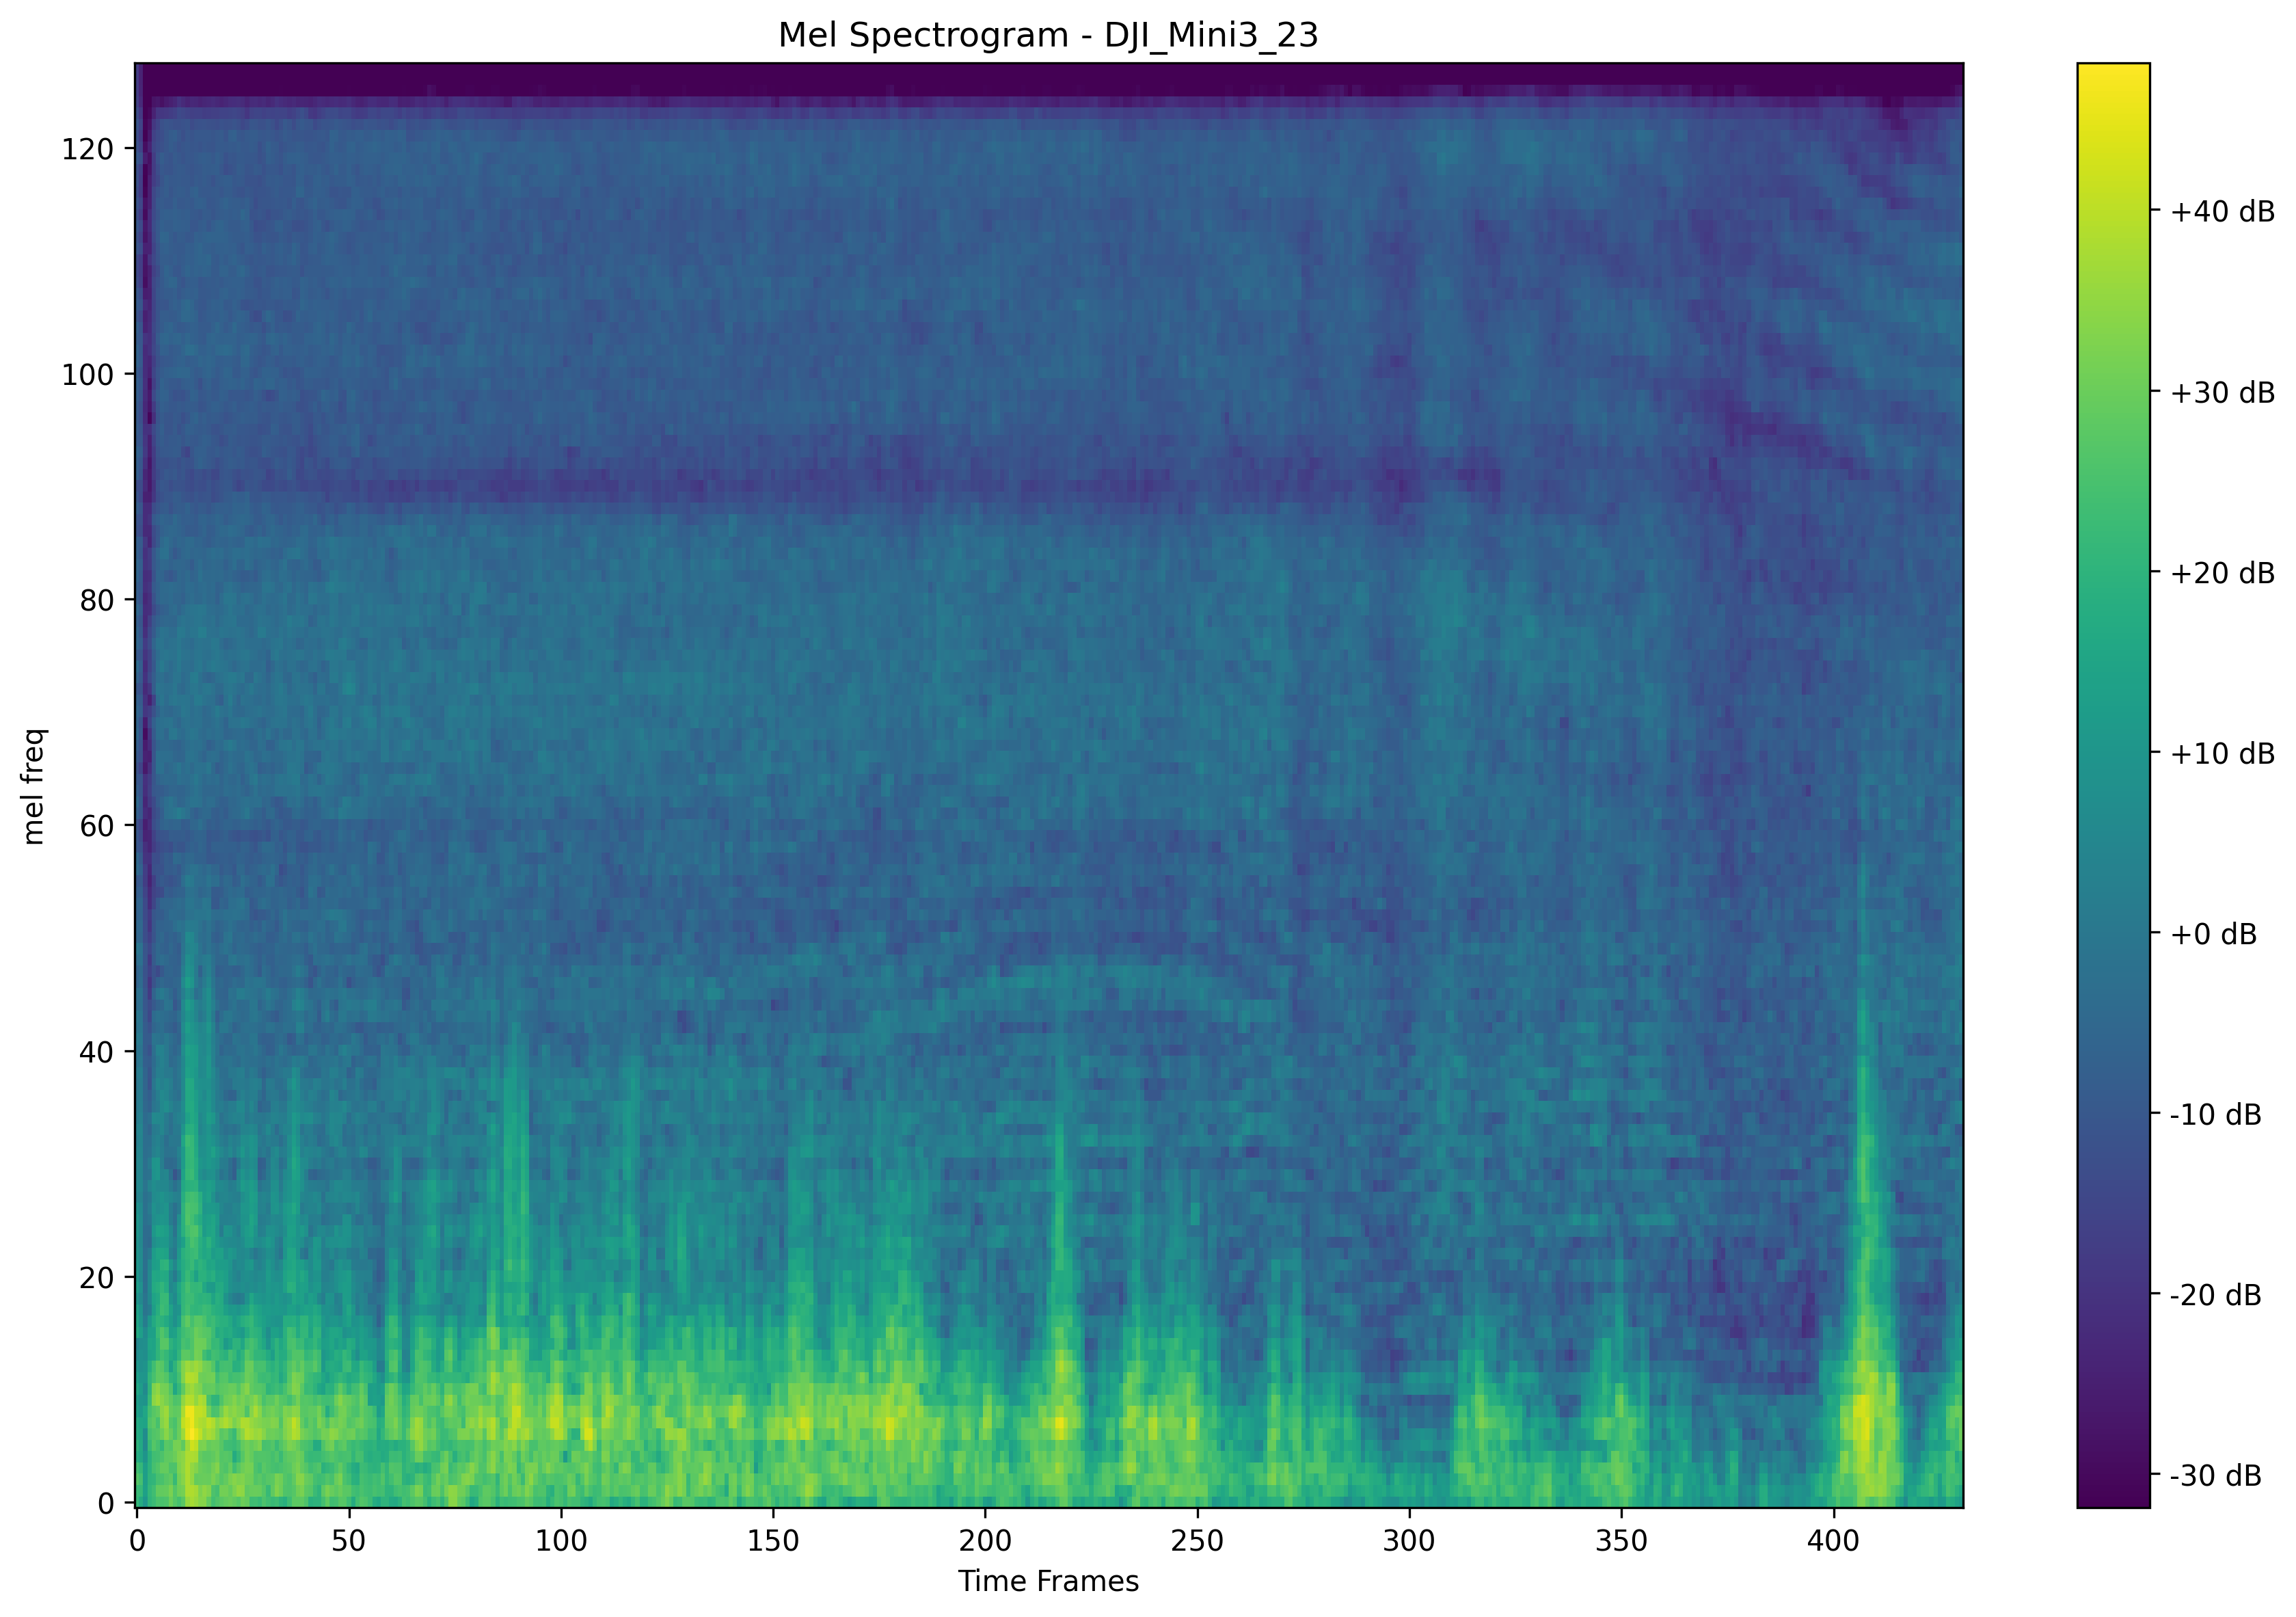 Mel Spectrogram - DJI_Mini3_23
mel freq
120
100
80
60
40
20
0
0 50 100 150 200 250 300 350 400
Time Frames
+40 dB
+30 dB
+20 dB
+10 dB
+0 dB
-10 dB
-20 dB
-30 dB